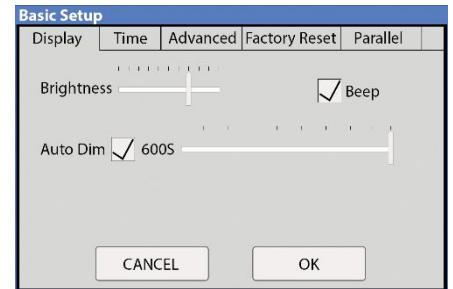 Basic Setup
Display Time Advanced Factory Reset Parallel
Brightness Beep
Auto Dim 600S
CANCEL OK